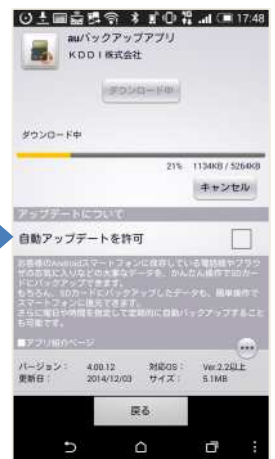 17:48
auバックアップアプリ
KDDI株式会社
ダウンロード中
ダウンロード中
21% 1134KB / 5264KB
キャンセル
アップデートについて
自動アップデートを許可
お客様のAndroidスマートフォンに保存している電話帳やブラウ
ザのお気に入りなどの大事なデータを、かんたん操作でSDカー
ドにバックアップできます。
もちろん、SDカードにバックアップしたデータも、簡単操作で
スマートフォンに復元できます。
さらに曜日や時間を指定して定期的に自動バックアップすること
も可能です。
■アプリ紹介ページ
バージョン: 4.00.12 対応OS: Ver.2.2以上
更新日: 2014/12/03 サイズ: 5.1MB
戻る